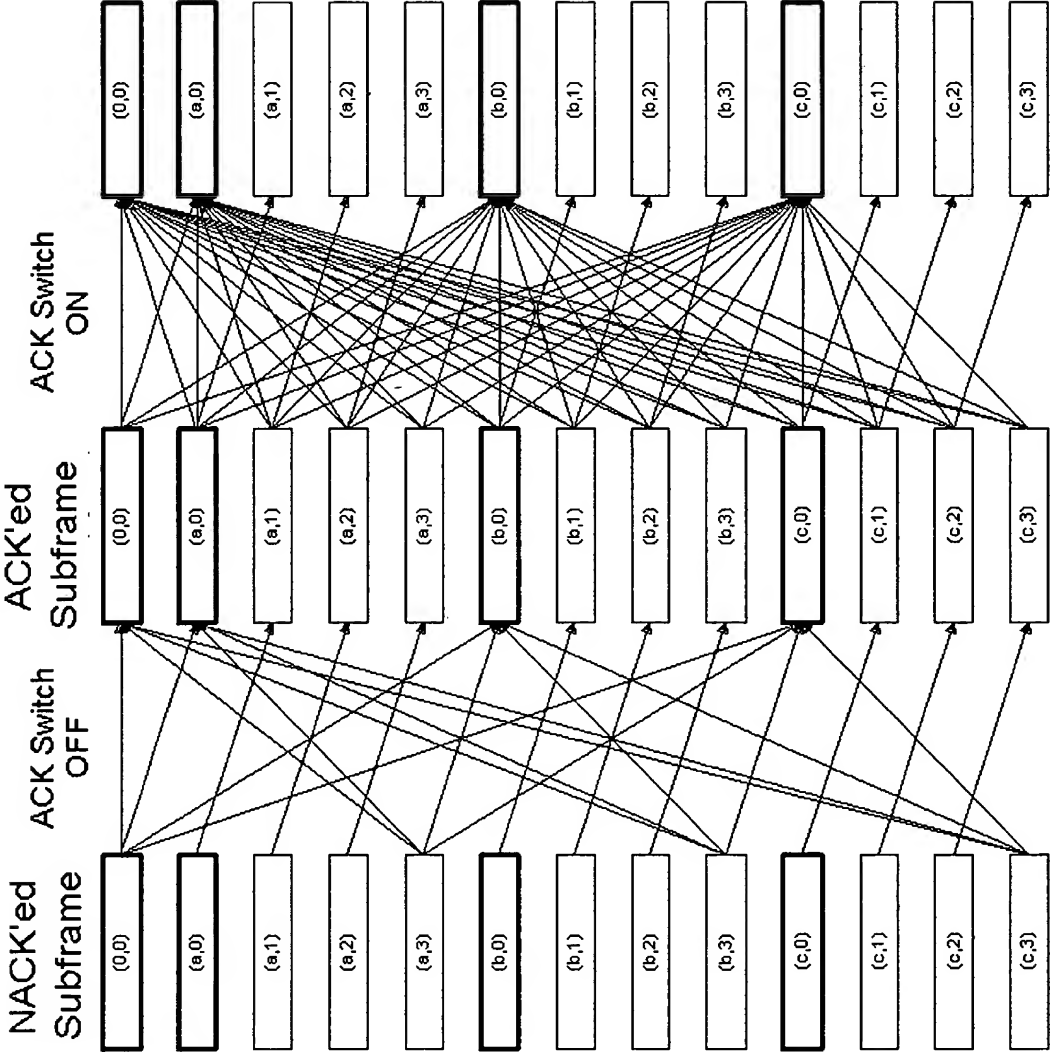 NACK'ed
Subframe
ACK Switch
OFF
ACK'ed
Subframe
ACK Switch
ON
(0,0)
(a,0)
(a,1)
(a,2)
(a,3)
(b,0)
(b,1)
(b,2)
(b,3)
(c,0)
(c,1)
(c,2)
(c,3)
(0,0)
(a,0)
(a,1)
(a,2)
(a,3)
(b,0)
(b,1)
(b,2)
(b,3)
(c,0)
(c,1)
(c,2)
(c,3)
(0,0)
(a,0)
(a,1)
(a,2)
(a,3)
(b,0)
(b,1)
(b,2)
(b,3)
(c,0)
(c,1)
(c,2)
(c,3)